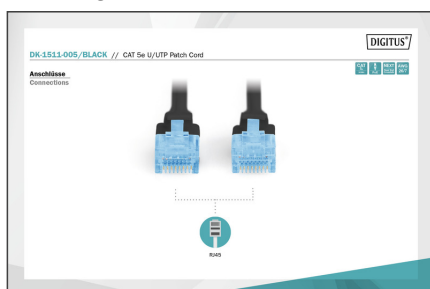 DIGITUS®
DK-1511-005/BLACK // CAT 5e U/UTP Patch Cord
Anschlüsse
Connections
RJ45